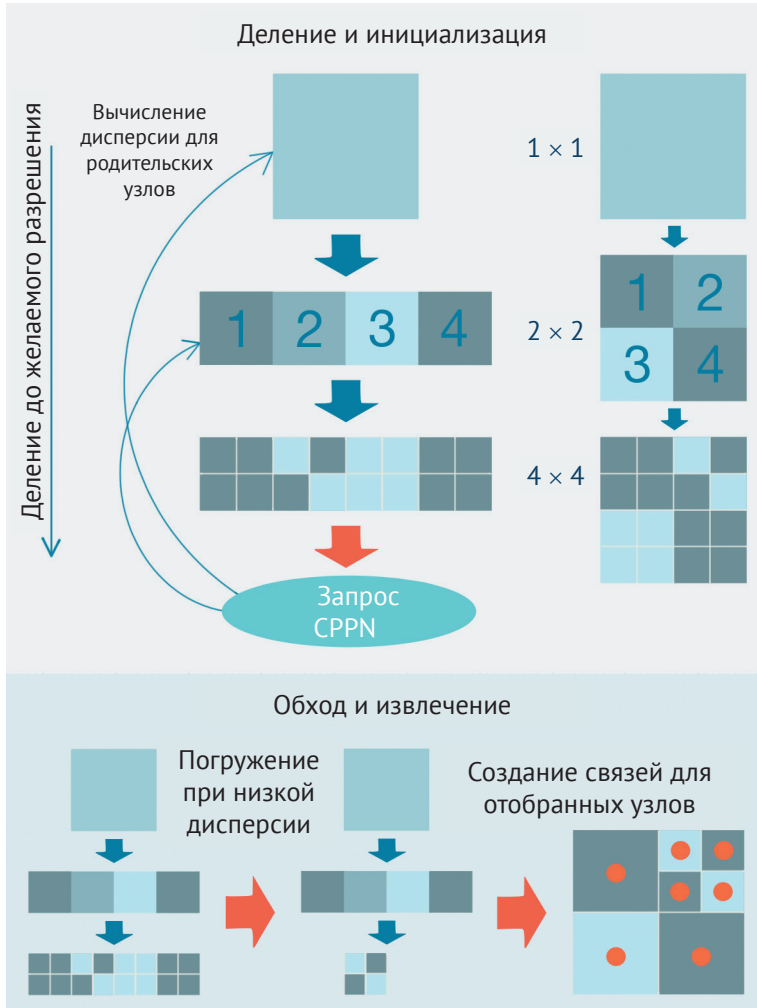 Деление и инициализация
Деление до желаемого разрешения
Вычисление
дисперсии для
родительских
узлов
1 × 1
1 2 3 4
2 × 2
1 2
3 4
4 × 4
Запрос
CPPN
Обход и извлечение
Погружение
при низкой
дисперсии
Создание связей для
отобранных узлов